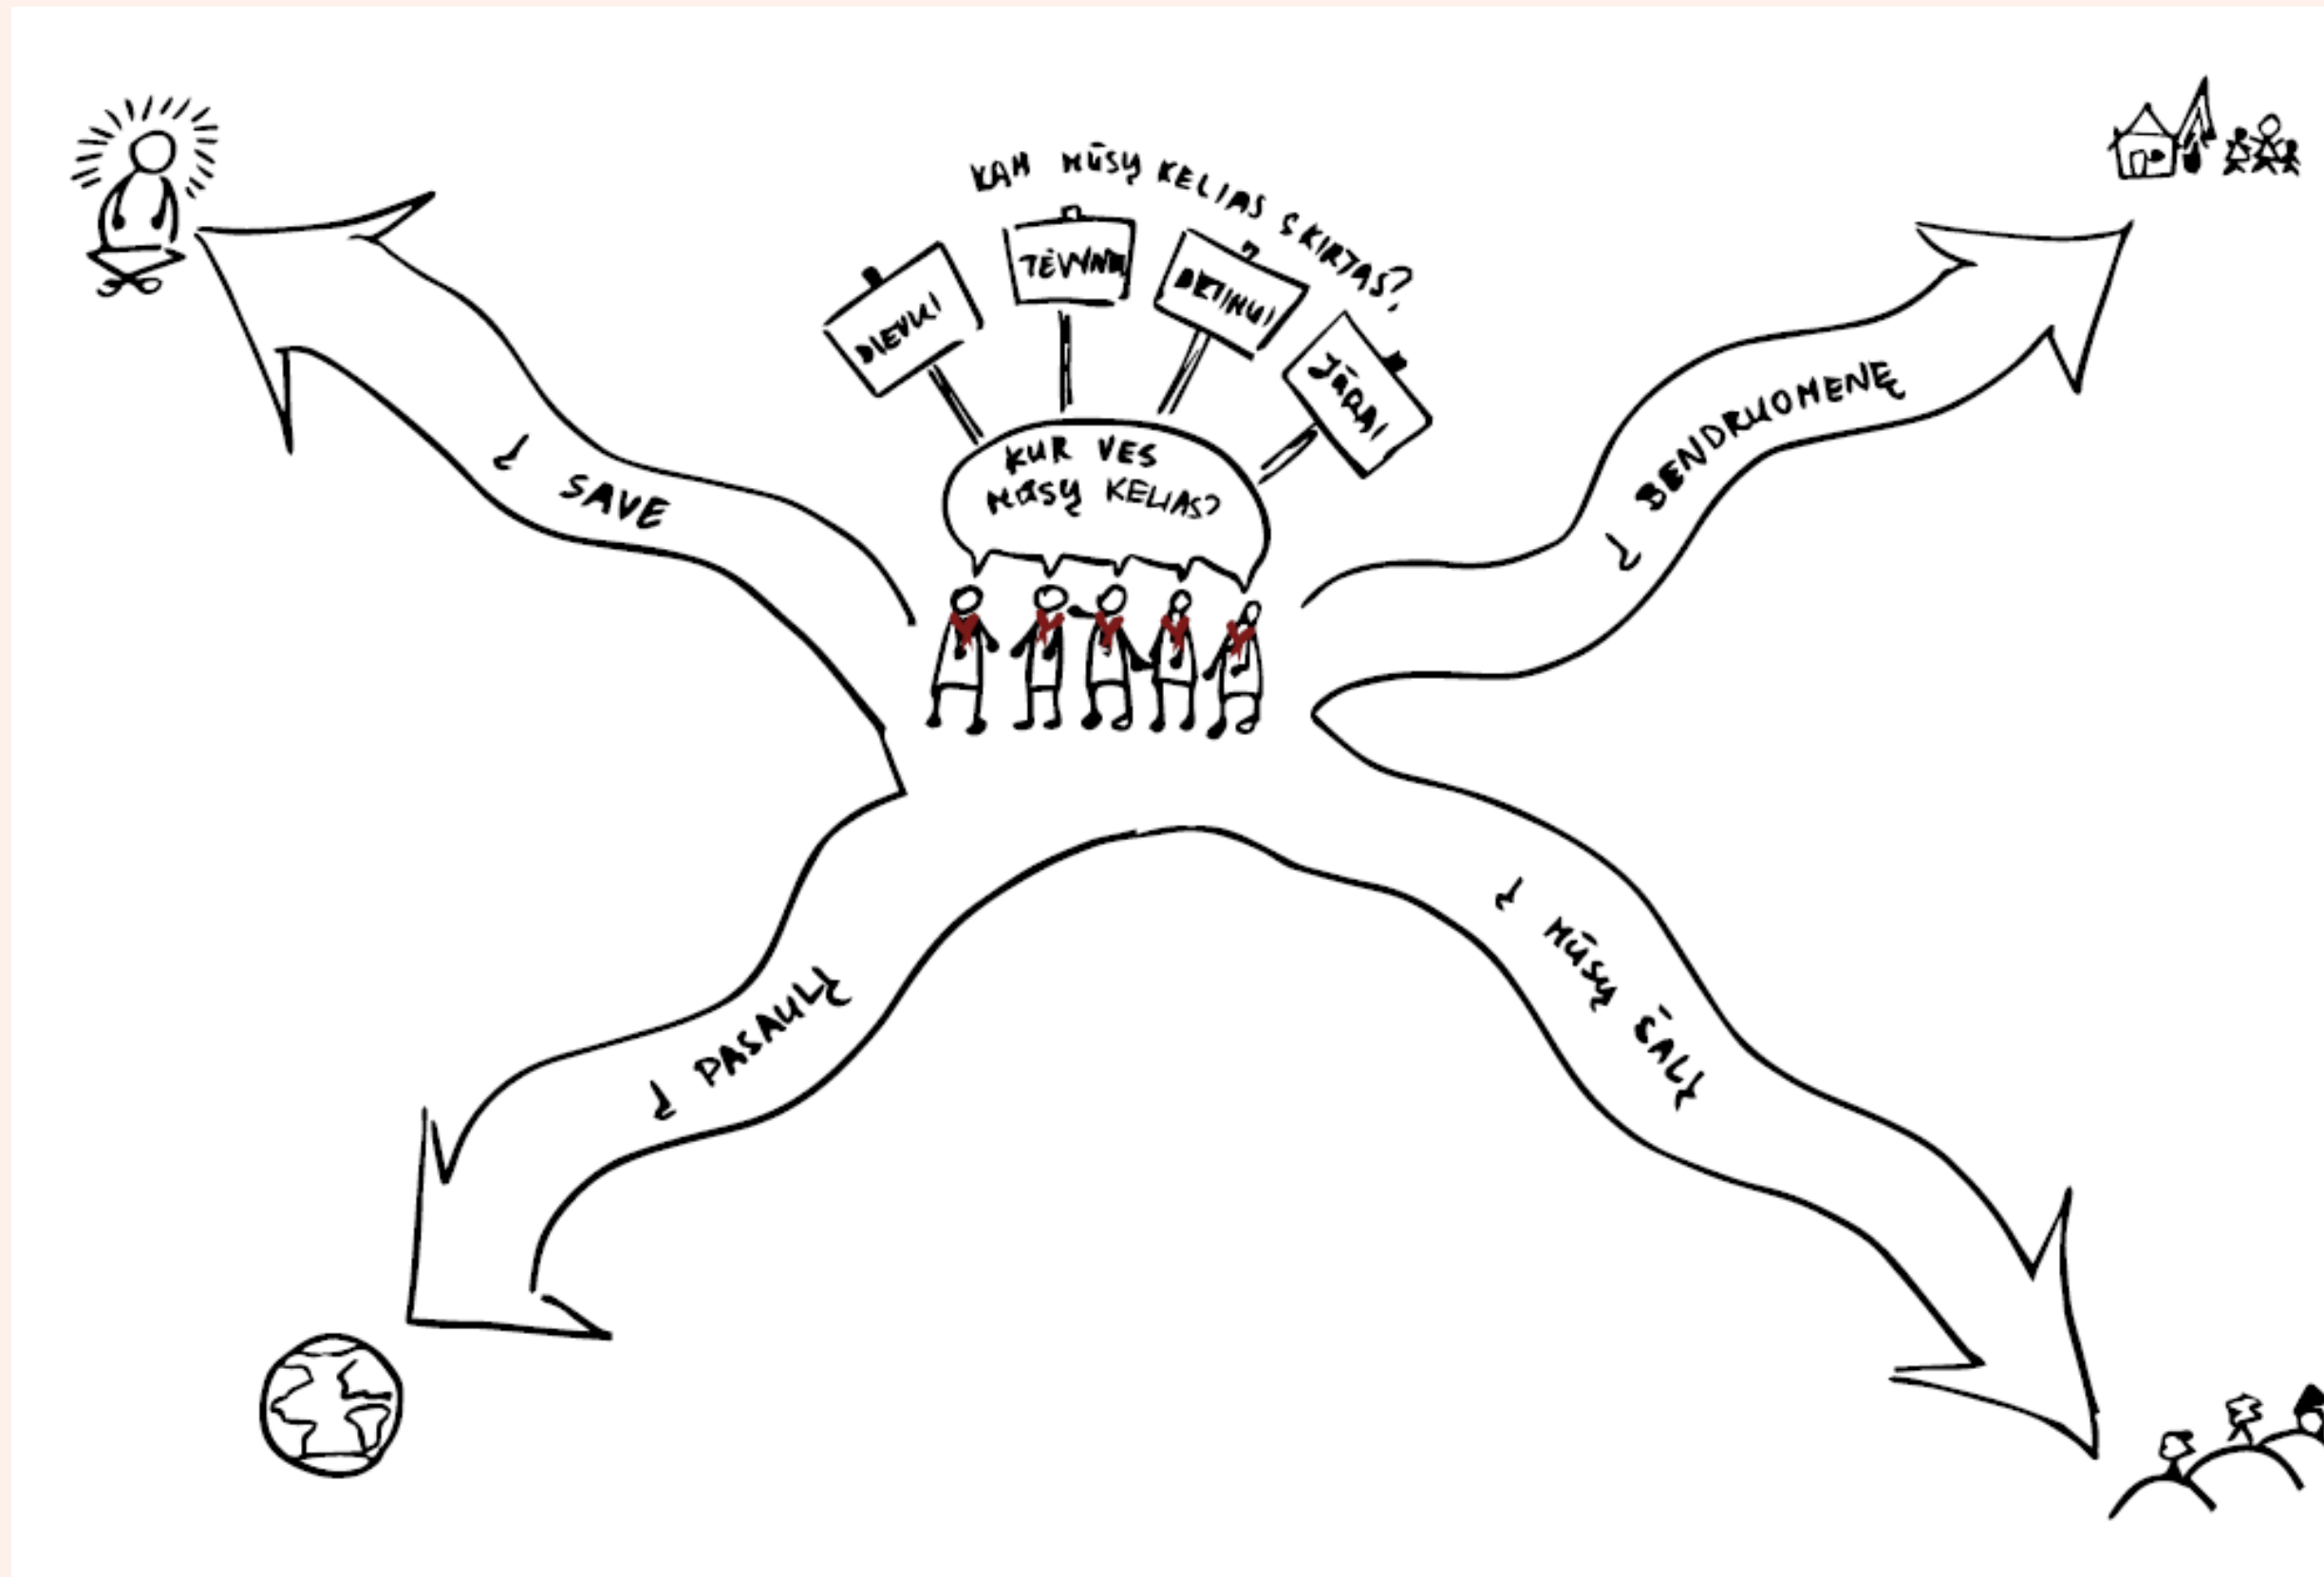 KAM MŪSŲ KELIAS SKIRTAS?
DIEVUI
TĖVYNEI
ARTIMUI
JŪRAI
KUR VES
MŪSŲ KELIAS?
Į SAVE
Į BENDRUOMENĘ
Į PASAULĮ
Į MŪSŲ ŠALĮ